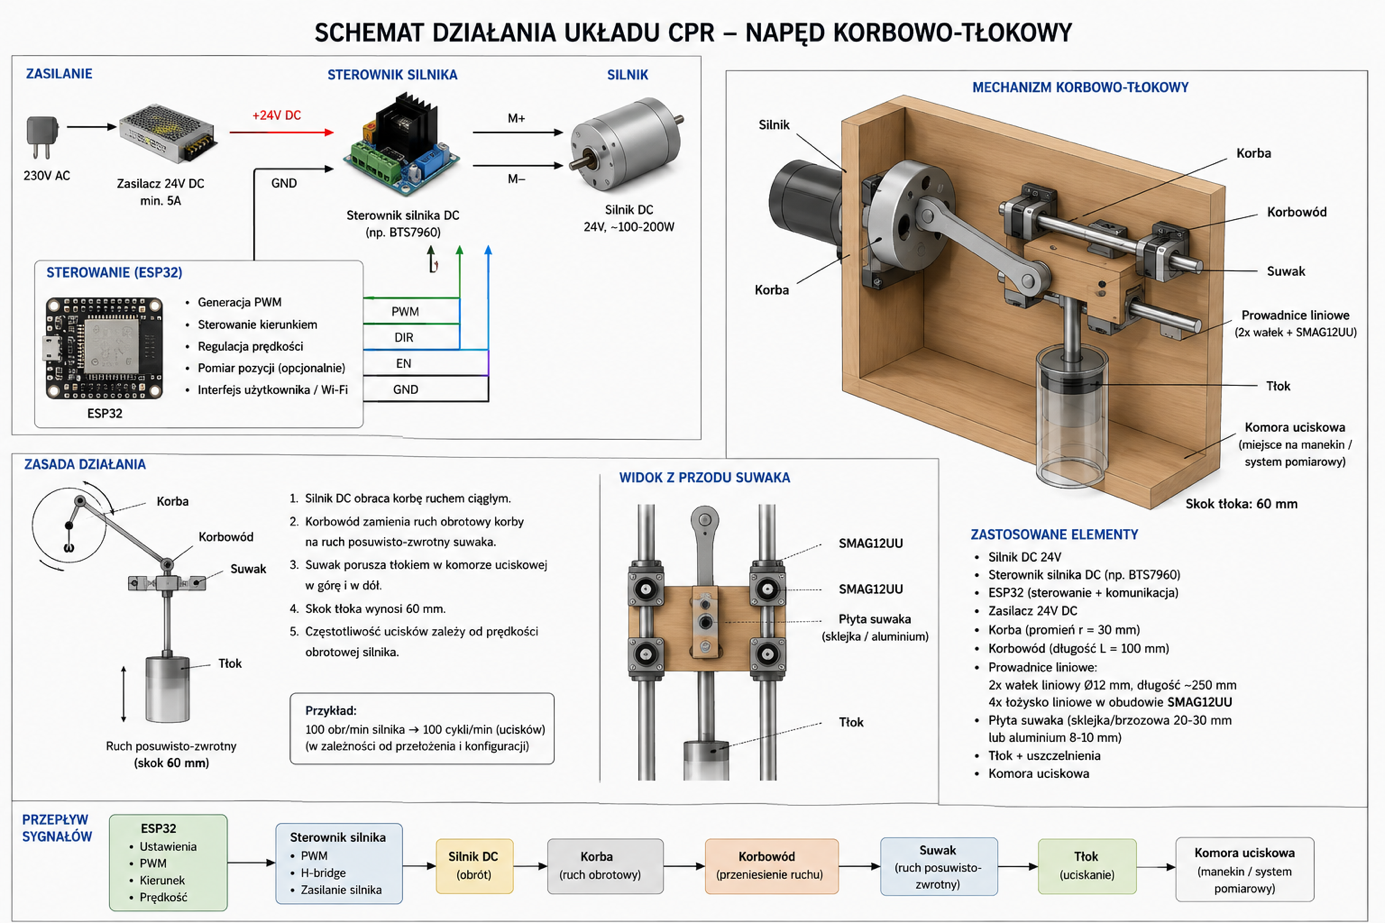 SCHEMAT DZIAŁANIA UKŁADU CPR – NAPĘD KORBOWO-TŁOKOWY
ZASILANIE
STEROWNIK SILNIKA
SILNIK
230V AC
Zasilacz 24V DC
min. 5A
+24V DC
GND
Sterownik silnika DC
(np. BTS7960)
M+
M–
Silnik DC
24V, ~100-200W
STEROWANIE (ESP32)
ESP32
• Generacja PWM
• Sterowanie kierunkiem
• Regulacja prędkości
• Pomiar pozycji (opcjonalnie)
• Interfejs użytkownika / Wi-Fi
PWM
DIR
EN
GND
MECHANIZM KORBOWO-TŁOKOWY
Silnik
Korba
Korba
Korbowód
Suwak
Prowadnice liniowe
(2x wałek + SMAG12UU)
Tłok
Komora uciskowa
(miejsce na manekin /
system pomiarowy)
Skok tłoka: 60 mm
ZASADA DZIAŁANIA
Korba
Korbowód
Suwak
Tłok
ω
Ruch posuwisto-zwrotny
(skok 60 mm)
1. Silnik DC obraca korbę ruchem ciągłym.
2. Korbowód zamienia ruch obrotowy korby
na ruch posuwisto-zwrotny suwaka.
3. Suwak porusza tłokiem w komorze uciskowej
w górę i w dół.
4. Skok tłoka wynosi 60 mm.
5. Częstotliwość ucisków zależy od prędkości
obrotowej silnika.
Przykład:
100 obr/min silnika → 100 cykli/min (ucisków)
(w zależności od przełożenia i konfiguracji)
WIDOK Z PRZODU SUWAKA
SMAG12UU
SMAG12UU
Płyta suwaka
(sklejka / aluminium)
Tłok
ZASTOSOWANE ELEMENTY
• Silnik DC 24V
• Sterownik silnika DC (np. BTS7960)
• ESP32 (sterowanie + komunikacja)
• Zasilacz 24V DC
• Korba (promień r = 30 mm)
• Korbowód (długość L = 100 mm)
• Prowadnice liniowe:
2x wałek liniowy Ø12 mm, długość ~250 mm
4x łożysko liniowe w obudowie SMAG12UU
• Płyta suwaka (sklejka/brzozowa 20-30 mm
lub aluminium 8-10 mm)
• Tłok + uszczelnienia
• Komora uciskowa
PRZEPŁYW
SYGNAŁÓW
ESP32
• Ustawienia
• PWM
• Kierunek
• Prędkość
Sterownik silnika
• PWM
• H-bridge
• Zasilanie silnika
Silnik DC
(obrót)
Korba
(ruch obrotowy)
Korbowód
(przeniesienie ruchu)
Suwak
(ruch posuwisto-
zwrotny)
Tłok
(uciskanie)
Komora uciskowa
(manekin / system
pomiarowy)